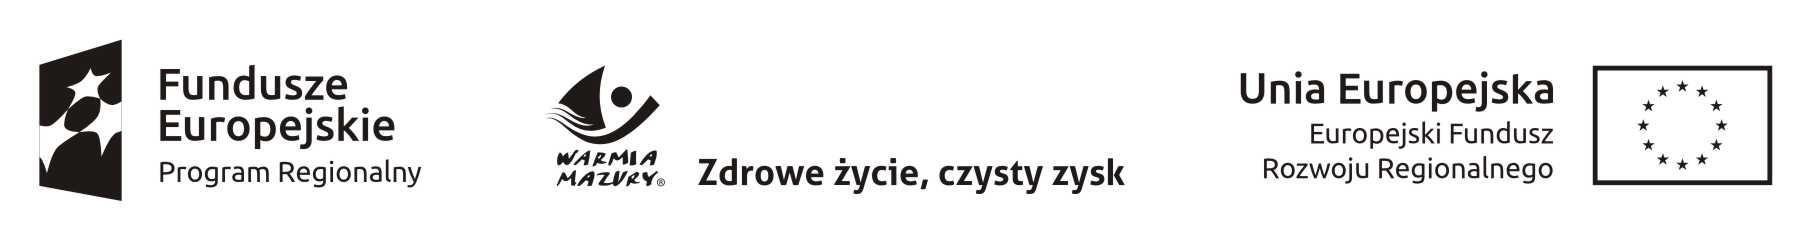 Fundusze
Europejskie
Program Regionalny
WARMIA
MAZURY®
Zdrowe życie, czysty zysk
Unia Europejska
Europejski Fundusz
Rozwoju Regionalnego